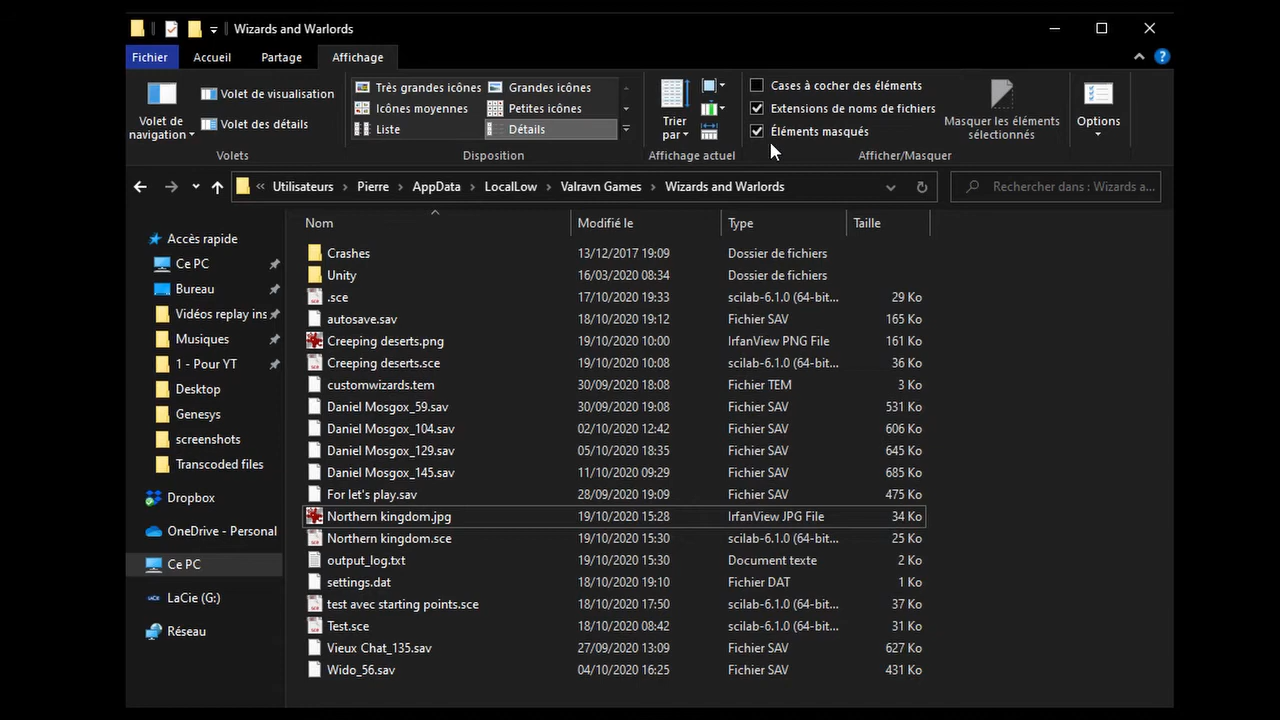 Wizards and Warlords
Fichier Accueil Partage Affichage
Volet de navigation
Volet de visualisation
Volet des détails
Volets
Très grandes icônes Grandes icônes
Icônes moyennes Petites icônes
Liste Détails
Disposition
Trier par
Affichage actuel
Cases à cocher des éléments
Extensions de noms de fichiers
Éléments masqués
Masquer les éléments sélectionnés
Afficher/Masquer
Options
« Utilisateurs > Pierre > AppData > LocalLow > Valravn Games > Wizards and Warlords
Rechercher dans : Wizards a...
Accès rapide
Ce PC
Bureau
Vidéos replay ins
Musiques
1 - Pour YT
Desktop
Genesys
screenshots
Transcoded files
Dropbox
OneDrive - Personal
Ce PC
LaCie (G:)
Réseau
Nom Modifié le Type Taille
Crashes 13/12/2017 19:09 Dossier de fichiers
Unity 16/03/2020 08:34 Dossier de fichiers
.sce 17/10/2020 19:33 scilab-6.1.0 (64-bit... 29 Ko
autosave.sav 18/10/2020 19:12 Fichier SAV 165 Ko
Creeping deserts.png 19/10/2020 10:00 IrfanView PNG File 161 Ko
Creeping deserts.sce 19/10/2020 10:08 scilab-6.1.0 (64-bit... 36 Ko
customwizards.tem 30/09/2020 18:08 Fichier TEM 3 Ko
Daniel Mosgox_59.sav 30/09/2020 19:08 Fichier SAV 531 Ko
Daniel Mosgox_104.sav 02/10/2020 12:42 Fichier SAV 606 Ko
Daniel Mosgox_129.sav 05/10/2020 18:35 Fichier SAV 645 Ko
Daniel Mosgox_145.sav 11/10/2020 09:29 Fichier SAV 685 Ko
For let's play.sav 28/09/2020 19:09 Fichier SAV 475 Ko
Northern kingdom.jpg 19/10/2020 15:28 IrfanView JPG File 34 Ko
Northern kingdom.sce 19/10/2020 15:30 scilab-6.1.0 (64-bit... 25 Ko
output_log.txt 19/10/2020 15:30 Document texte 2 Ko
settings.dat 18/10/2020 19:10 Fichier DAT 1 Ko
test avec starting points.sce 18/10/2020 17:50 scilab-6.1.0 (64-bit... 37 Ko
Test.sce 18/10/2020 08:42 scilab-6.1.0 (64-bit... 31 Ko
Vieux Chat_135.sav 27/09/2020 13:09 Fichier SAV 627 Ko
Wido_56.sav 04/10/2020 16:25 Fichier SAV 431 Ko